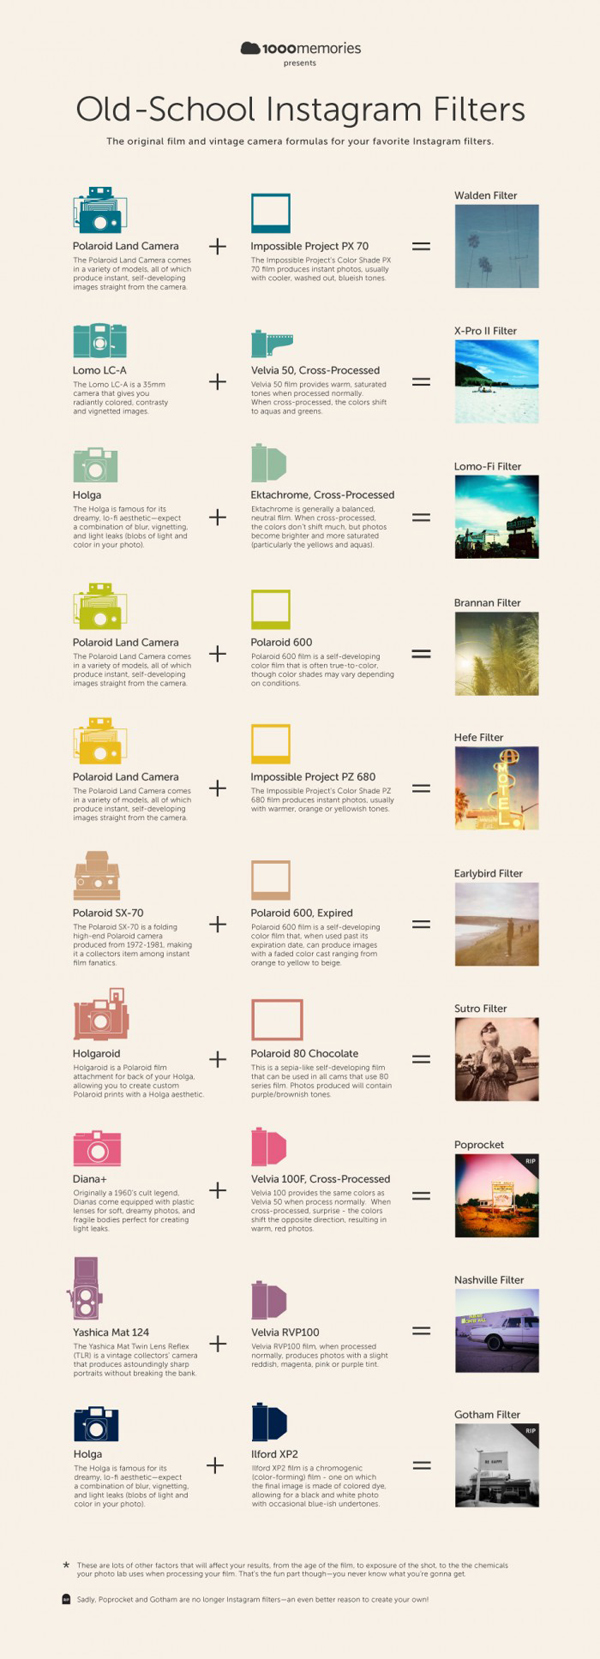 1000memories
presents
Old-School Instagram Filters
The original film and vintage camera formulas for your favorite Instagram filters.
Polaroid Land Camera
The Polaroid Land Camera comes
in a variety of models, all of which
produce instant, self-developing
images straight from the camera.
+
Impossible Project PX 70
The Impossible Project's Color Shade PX
70 film produces instant photos, usually
with cooler, washed out, blueish tones.
=
Walden Filter
Lomo LC-A
The Lomo LC-A is a 35mm
camera that gives you
radiantly colored, contrasty
and vignetted images.
+
Velvia 50, Cross-Processed
Velvia 50 film provides warm, saturated
tones when processed normally.
When cross-processed, the colors shift
to aquas and greens.
=
X-Pro II Filter
Holga
The Holga is famous for its
dreamy, lo-fi aesthetic—expect
a combination of blur, vignetting,
and light leaks (blobs of light and
color in your photo).
+
Ektachrome, Cross-Processed
Ektachrome is generally a balanced,
neutral film. When cross-processed,
the colors don't shift much, but photos
become brighter and more saturated
(particularly the yellows and aquas).
=
Lomo-Fi Filter
Polaroid Land Camera
The Polaroid Land Camera comes
in a variety of models, all of which
produce instant, self-developing
images straight from the camera.
+
Polaroid 600
Polaroid 600 film is a self-developing
color film that is often true-to-color,
though color shades may vary depending
on conditions.
=
Brannan Filter
Polaroid Land Camera
The Polaroid Land Camera comes
in a variety of models, all of which
produce instant, self-developing
images straight from the camera.
+
Impossible Project PZ 680
The Impossible Project's Color Shade PZ
680 film produces instant photos, usually
with warmer, orange or yellowish tones.
=
Hefe Filter
MOTEL
Polaroid SX-70
The Polaroid SX-70 is a folding
high-end Polaroid camera
produced from 1972-1981, making
it a collectors item among instant
film fanatics.
+
Polaroid 600, Expired
Polaroid 600 film is a self-developing
color film that, when used past its
expiration date, can produce images
with a faded color cast ranging from
orange to yellow to beige.
=
Earlybird Filter
Holgaroid
Holgaroid is a Polaroid film
attachment for back of your Holga,
allowing you to create custom
Polaroid prints with a Holga aesthetic.
+
Polaroid 80 Chocolate
This is a sepia-like self-developing film
that can be used in all cams that use 80
series film. Photos produced will contain
purple/brownish tones.
=
Sutro Filter
Diana+
Originally a 1960's cult legend,
Dianas come equipped with plastic
lenses for soft, dreamy photos, and
fragile bodies perfect for creating
light leaks.
+
Velvia 100F, Cross-Processed
Velvia 100 provides the same colors as
Velvia 50 when process normally. When
cross-processed, surprise - the colors
shift the opposite direction, resulting in
warm, red photos.
=
Poprocket
RIP
Yashica Mat 124
The Yashica Mat Twin Lens Reflex
(TLR) is a vintage collectors' camera
that produces astoundingly sharp
portraits without breaking the bank.
+
Velvia RVP100
Velvia RVP100 film, when processed
normally, produces photos with a slight
reddish, magenta, pink or purple tint.
=
Nashville Filter
Holga
The Holga is famous for its
dreamy, lo-fi aesthetic—expect
a combination of blur, vignetting,
and light leaks (blobs of light and
color in your photo).
+
Ilford XP2
Ilford XP2 film is a chromogenic
(color-forming) film - one on which
the final image is made of colored dye,
allowing for a black and white photo
with occasional blue-ish undertones.
=
Gotham Filter
RIP
BE HAPPY
* These are lots of other factors that will affect your results, from the age of the film, to exposure of the shot, to the the chemicals
your photo lab uses when processing your film. That's the fun part though—you never know what you're gonna get.
RIP Sadly, Poprocket and Gotham are no longer Instagram filters—an even better reason to create your own!